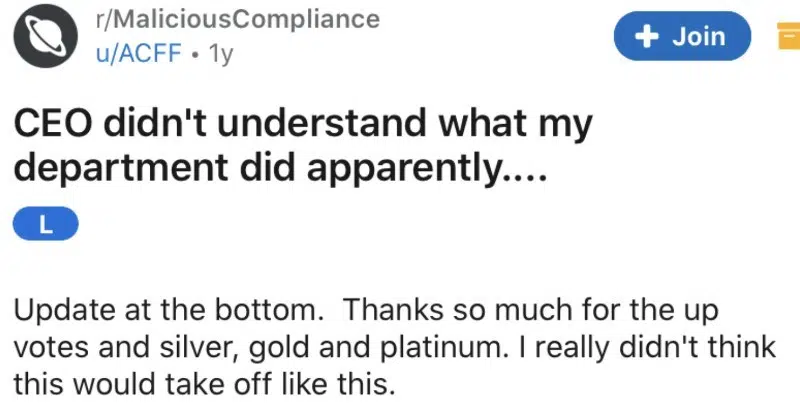 r/MaliciousCompliance
u/ACFF • 1y
+ Join
CEO didn't understand what my
department did apparently....
L
Update at the bottom.  Thanks so much for the up
votes and silver, gold and platinum. I really didn't think
this would take off like this.